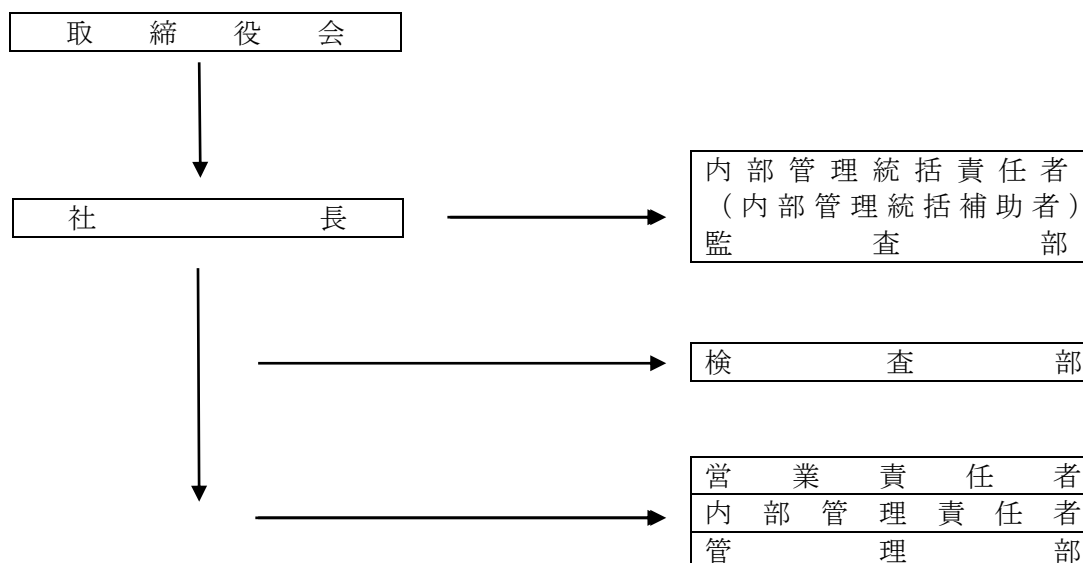 取締役会
内部管理統括責任者
(内部管理統括補助者)
社長
監査部
検査部
営業責任者
内部管理責任者
管理部